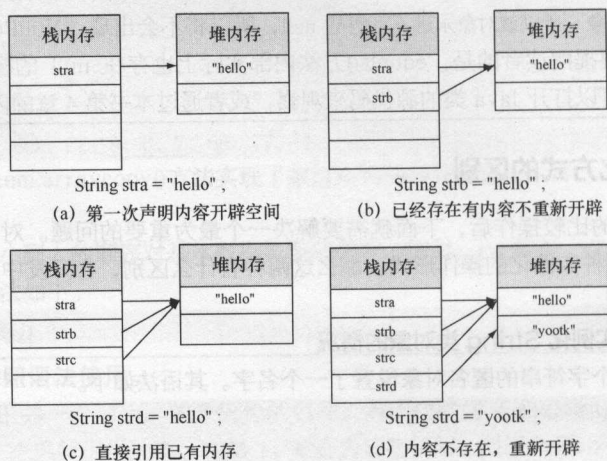 栈内存 堆内存
stra "hello"
String stra = "hello" ;
(a) 第一次声明内容开辟空间
栈内存 堆内存
stra "hello"
strb
String strb = "hello" ;
(b) 已经存在有内容不重新开辟
栈内存 堆内存
stra "hello"
strb
strc
String strd = "hello" ;
(c) 直接引用已有内存
栈内存 堆内存
stra "hello"
strb "yootk"
strc
strd
String strd = "yootk" ;
(d) 内容不存在，重新开辟